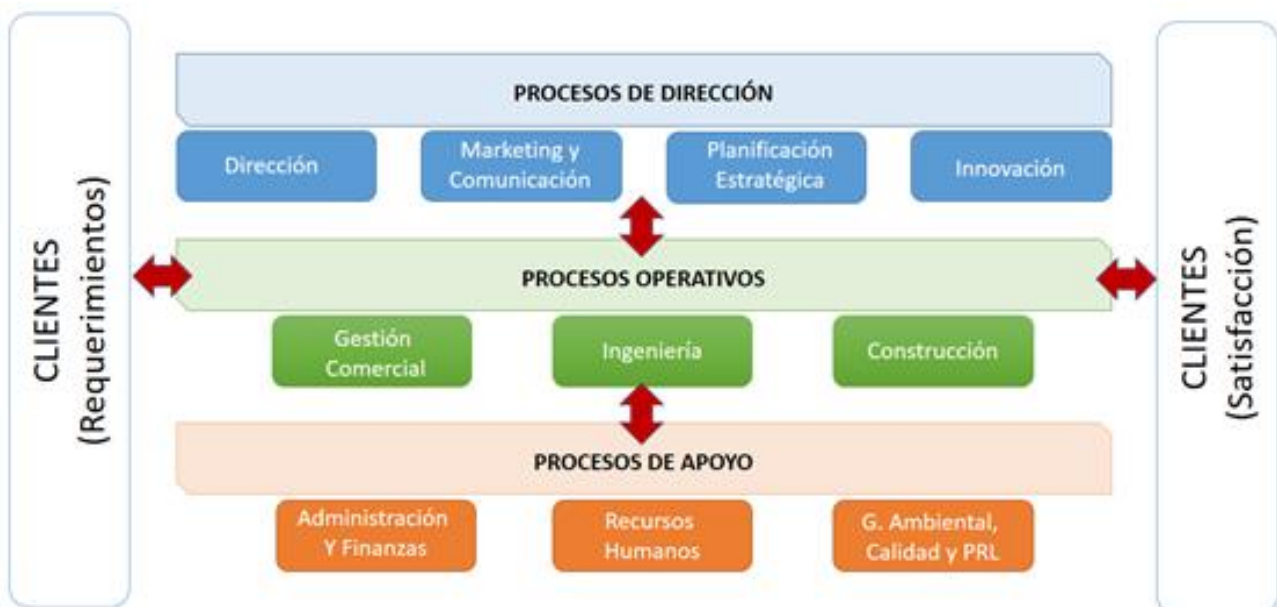 CLIENTES
(Requerimientos)
PROCESOS DE DIRECCIÓN
Dirección
Marketing y
Comunicación
Planificación
Estratégica
Innovación
PROCESOS OPERATIVOS
Gestión
Comercial
Ingeniería
Construcción
PROCESOS DE APOYO
Administración
Y Finanzas
Recursos
Humanos
G. Ambiental,
Calidad y PRL
CLIENTES
(Satisfacción)